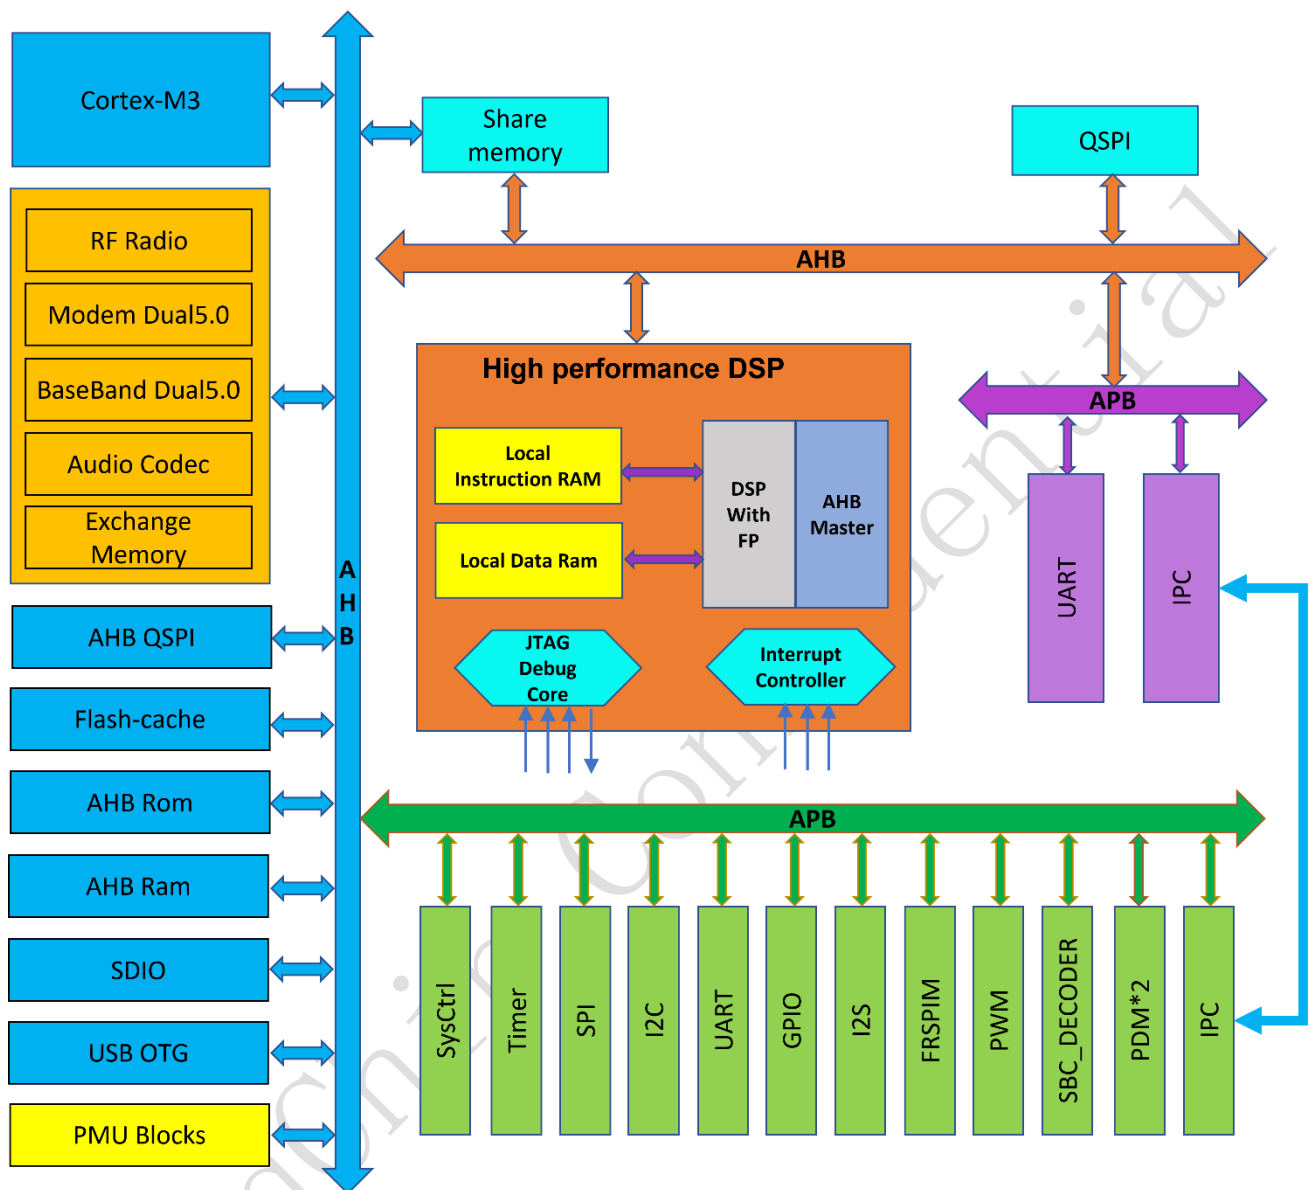 Cortex-M3
RF Radio
Modem Dual5.0
BaseBand Dual5.0
Audio Codec
Exchange
Memory
AHB QSPI
Flash-cache
AHB Rom
AHB Ram
SDIO
USB OTG
PMU Blocks
A
H
B
Share
memory
QSPI
AHB
High performance DSP
Local
Instruction RAM
Local Data Ram
DSP
With
FP
AHB
Master
JTAG
Debug
Core
Interrupt
Controller
APB
UART
IPC
APB
SysCtrl
Timer
SPI
I2C
UART
GPIO
I2S
FRSPIM
PWM
SBC_DECODER
PDM*2
IPC